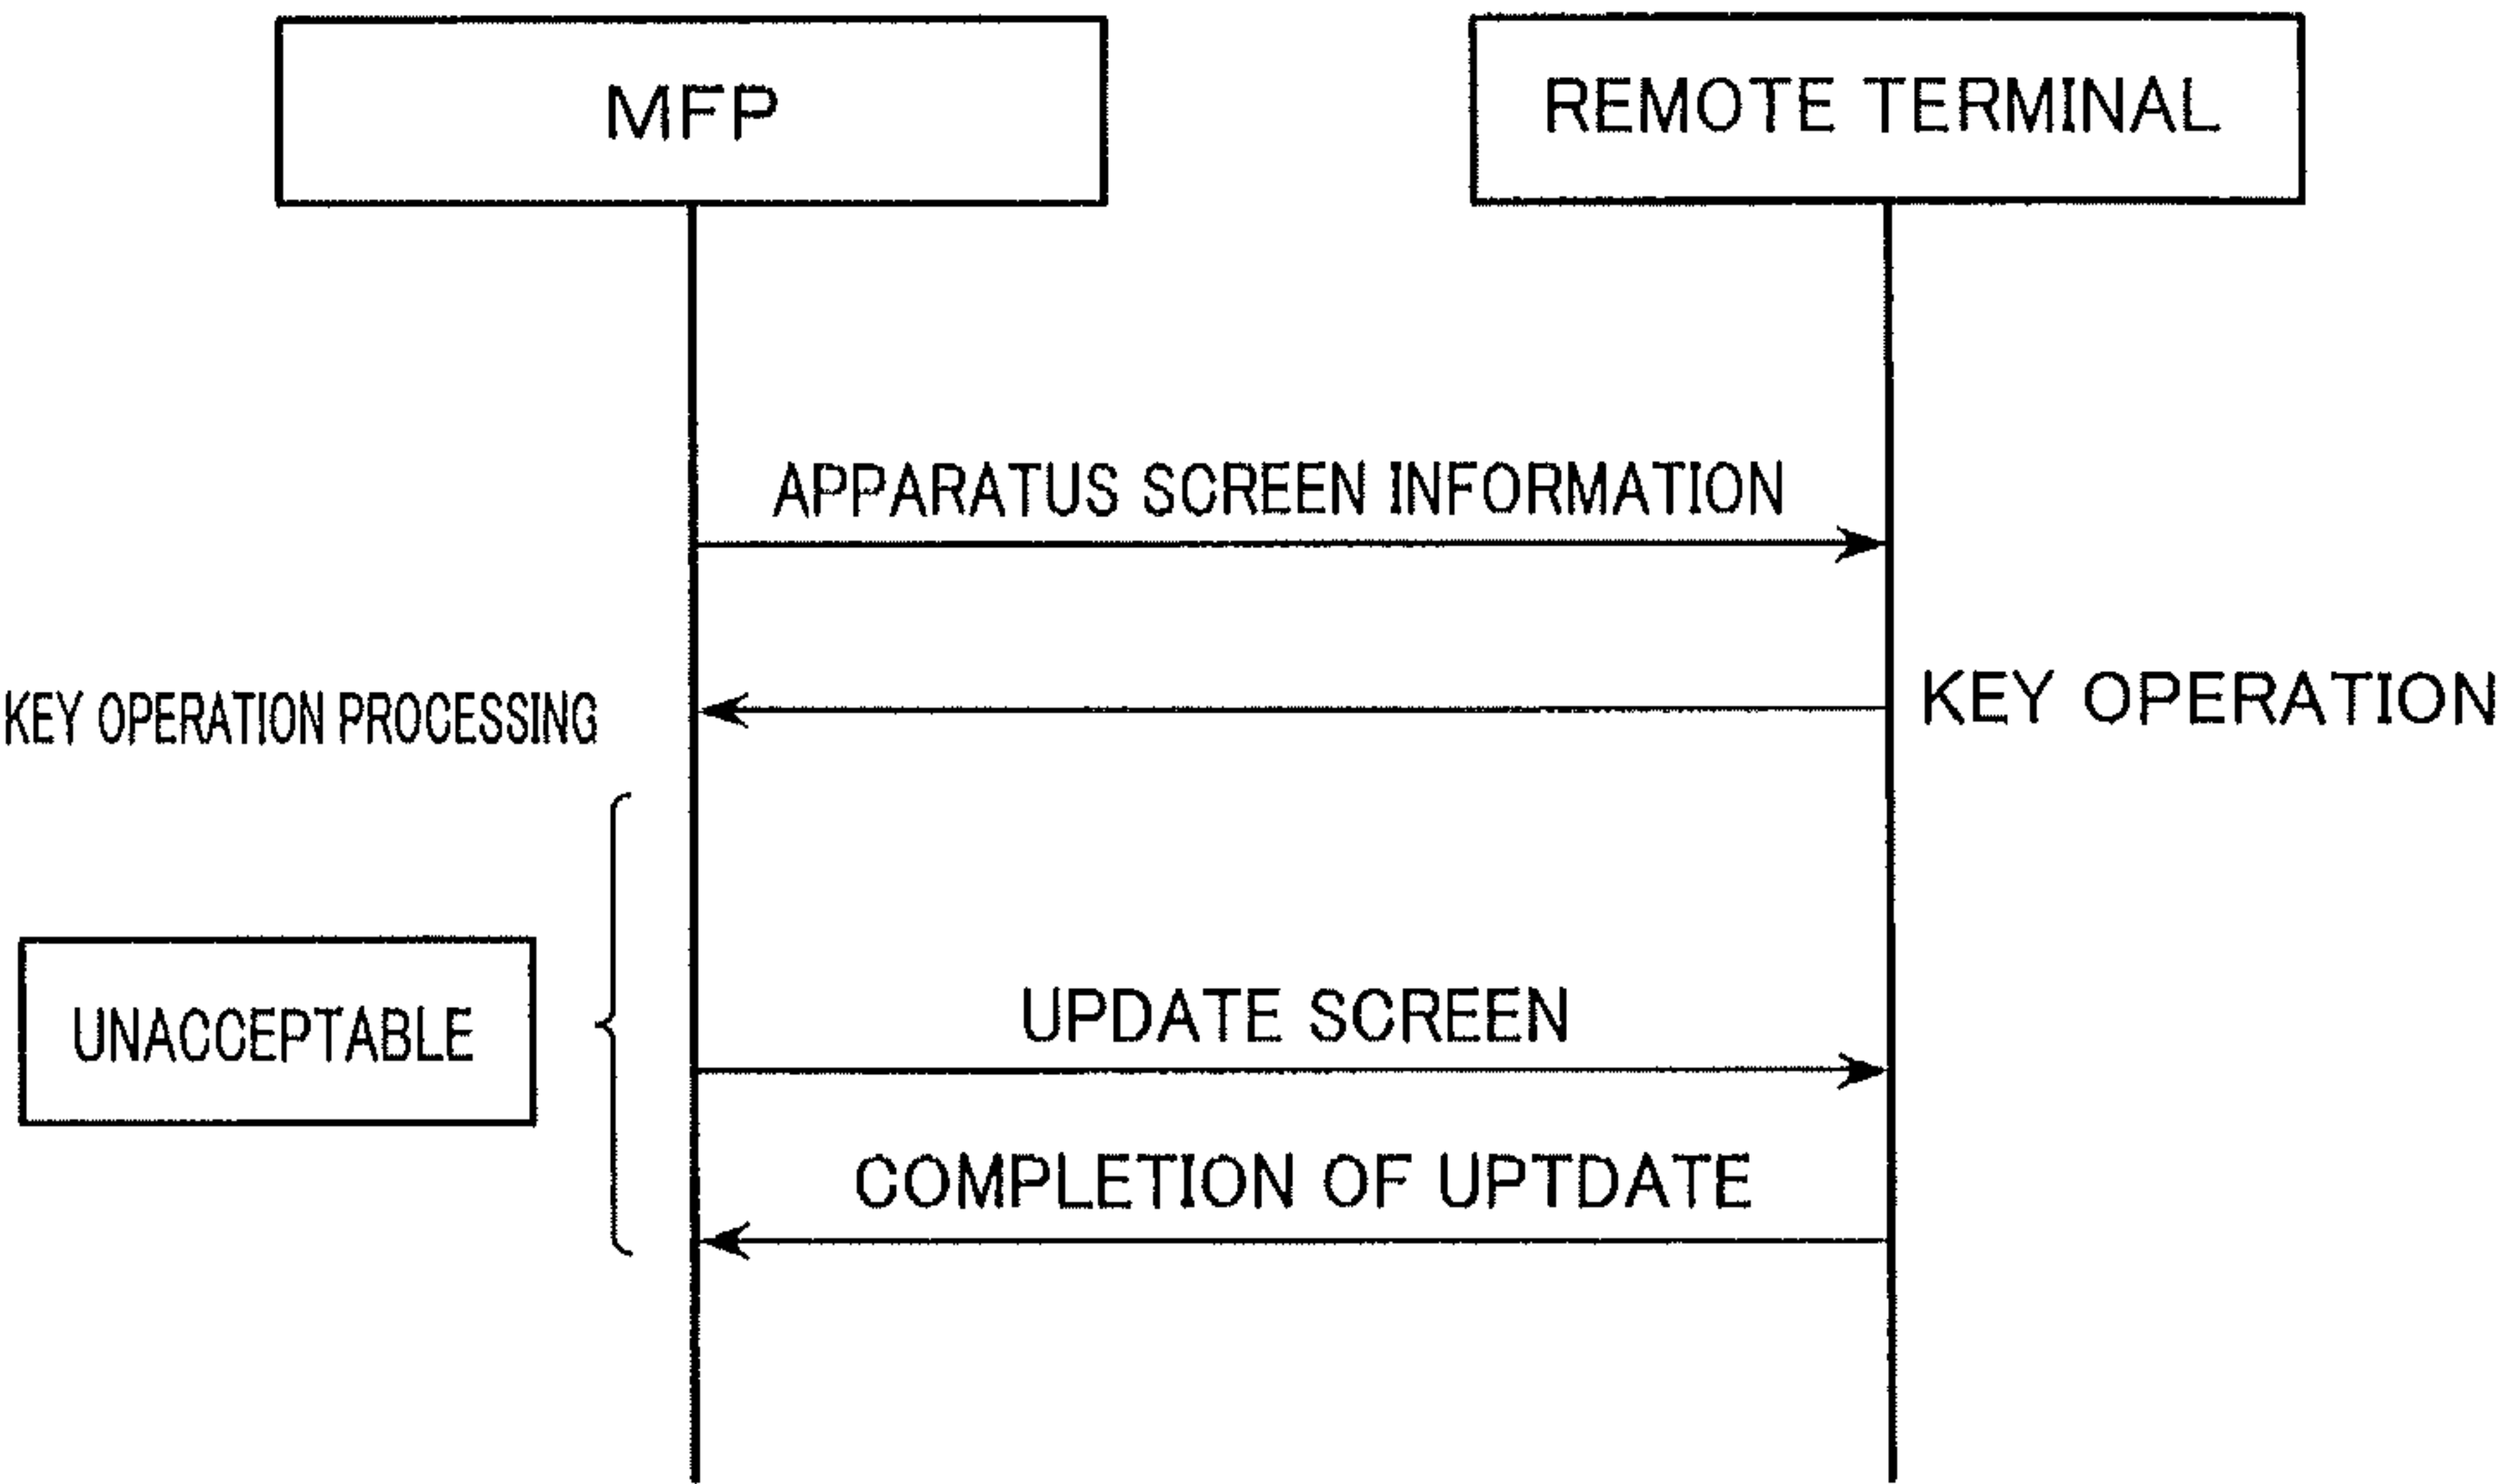 MFP
REMOTE TERMINAL
APPARATUS SCREEN INFORMATION
KEY OPERATION PROCESSING
KEY OPERATION
UNACCEPTABLE
UPDATE SCREEN
COMPLETION OF UPTDATE